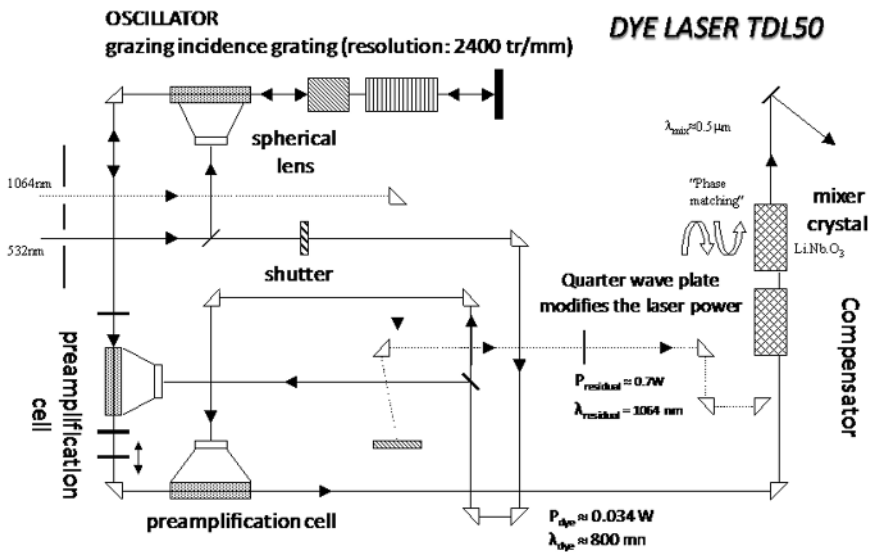 OSCILLATOR
grazing incidence grating (resolution: 2400 tr/mm)
DYE LASER TDL50
spherical
lens
λmix≈0.5 μm
1064nm
"Phase
matching"
mixer
crystal
Li.Nb.O3
532nm
shutter
Quarter wave plate
modifies the laser power
Compensator
preamplification
cell
Presidual ≈ 0.7W
λresidual = 1064 nm
preamplification cell
Pdye ≈ 0.034 W
λdye ≈ 800 mn